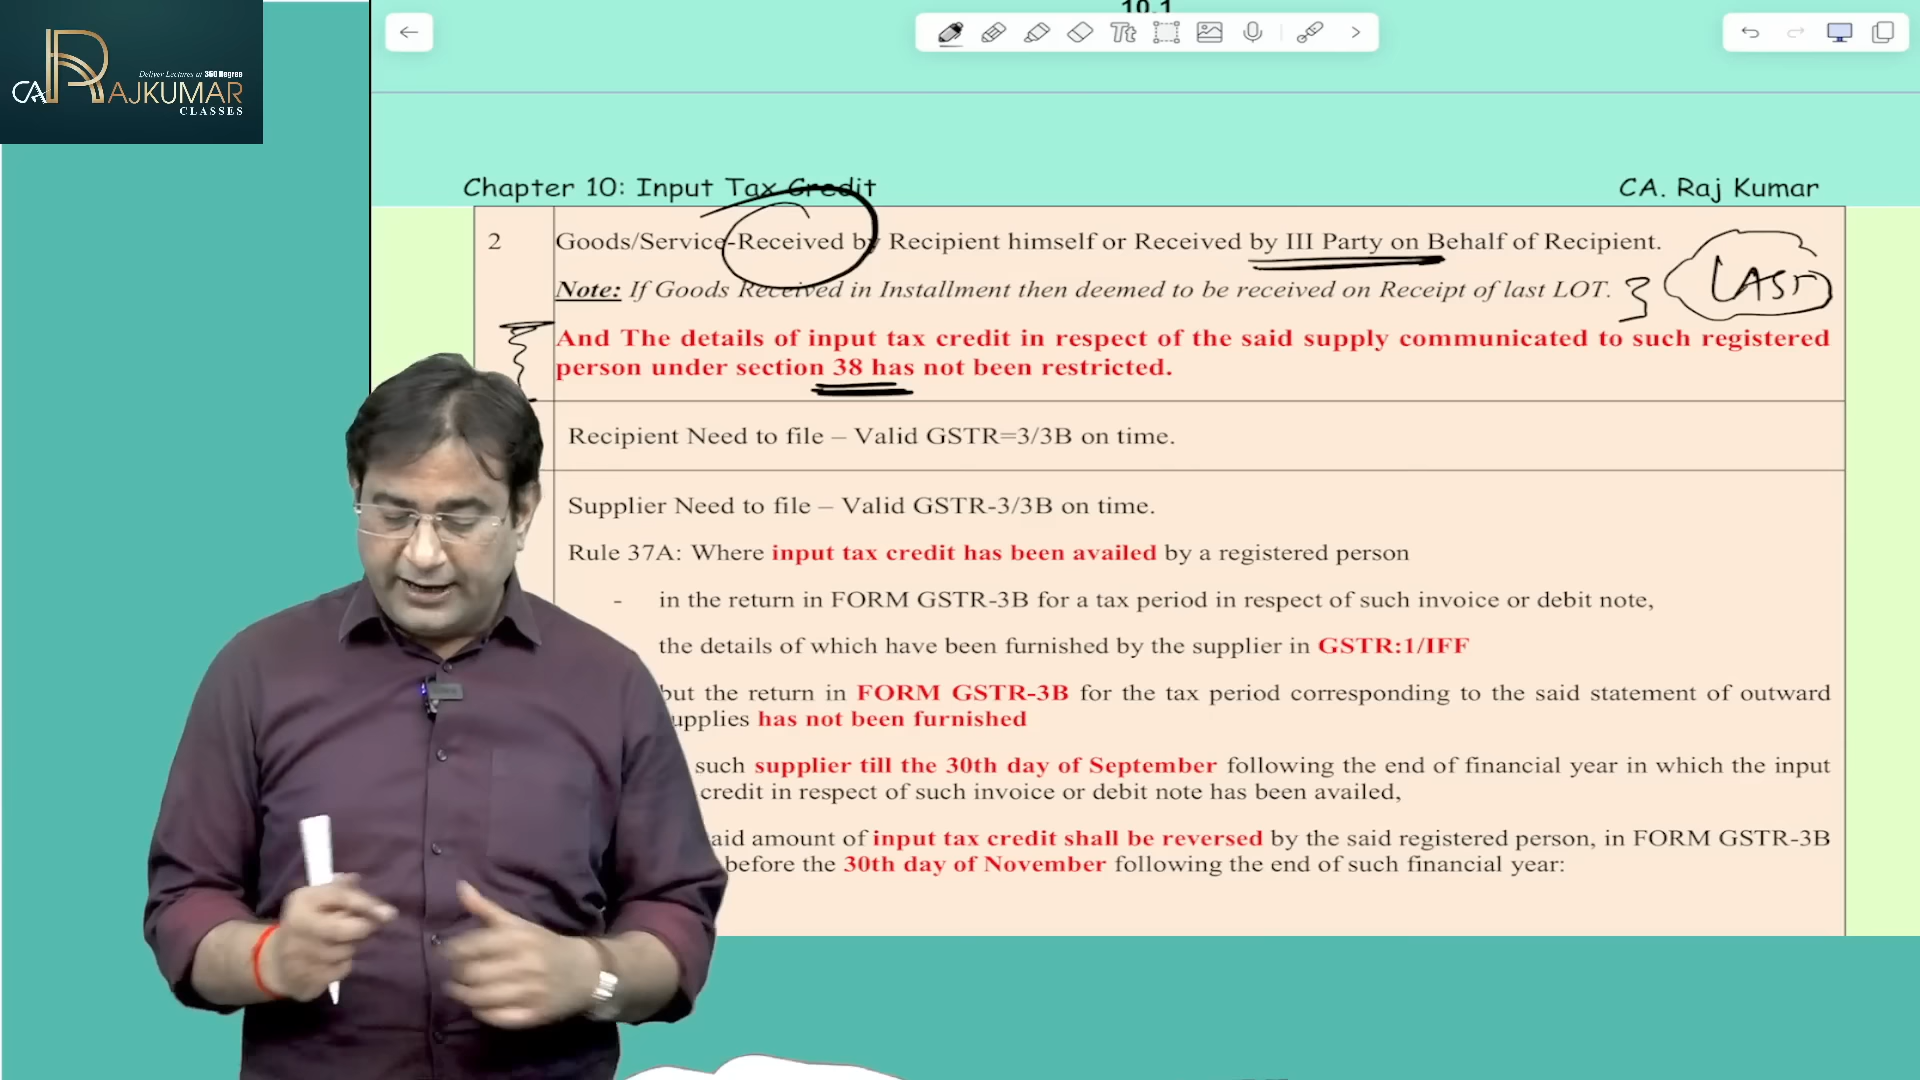 10.1
Deliver Lectures at 360 Degree
CA RAJKUMAR
CLASSES
Tt
Chapter 10: Input Tax Credit
CA. Raj Kumar
2
Goods/Service-Received by Recipient himself or Received by III Party on Behalf of Recipient.
Note: If Goods Received in Installment then deemed to be received on Receipt of last LOT.
LAST
And The details of input tax credit in respect of the said supply communicated to such registered
person under section 38 has not been restricted.
Recipient Need to file – Valid GSTR=3/3B on time.
Supplier Need to file – Valid GSTR-3/3B on time.
Rule 37A: Where input tax credit has been availed by a registered person
- in the return in FORM GSTR-3B for a tax period in respect of such invoice or debit note,
the details of which have been furnished by the supplier in GSTR:1/IFF
but the return in FORM GSTR-3B for the tax period corresponding to the said statement of outward
upplies has not been furnished
such supplier till the 30th day of September following the end of financial year in which the input
credit in respect of such invoice or debit note has been availed,
aid amount of input tax credit shall be reversed by the said registered person, in FORM GSTR-3B
before the 30th day of November following the end of such financial year: